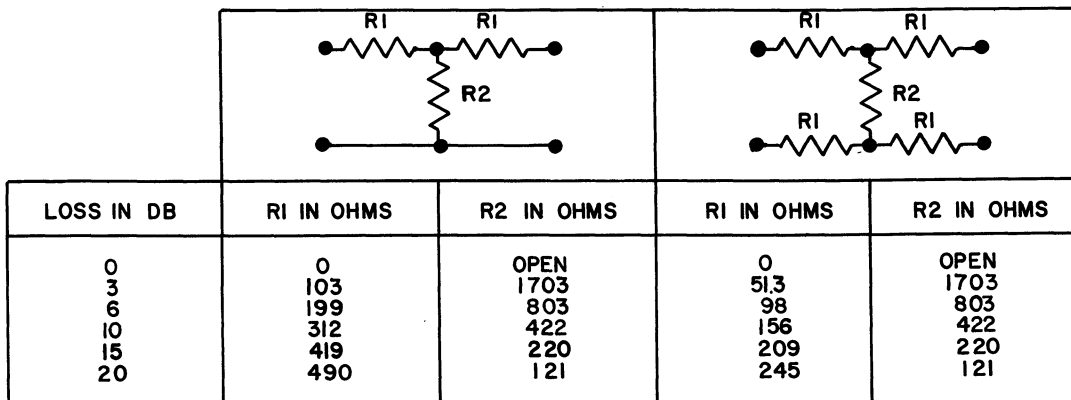 R1 R1 R1 R1
R2 R2
R1 R1
LOSS IN DB R1 IN OHMS R2 IN OHMS R1 IN OHMS R2 IN OHMS
0 0 OPEN 0 OPEN
3 103 1703 51.3 1703
6 199 803 98 803
10 312 422 156 422
15 419 220 209 220
20 490 121 245 121